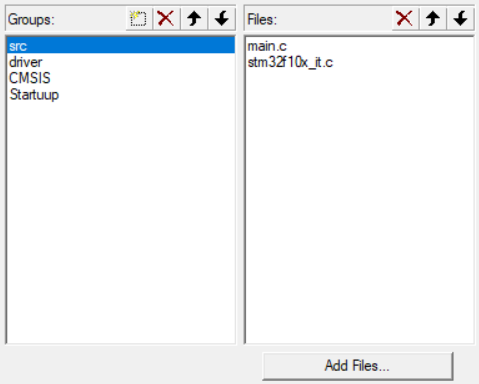 Groups:
Files:
src
driver
CMSIS
Startuup
main.c
stm32f10x_it.c
Add Files...